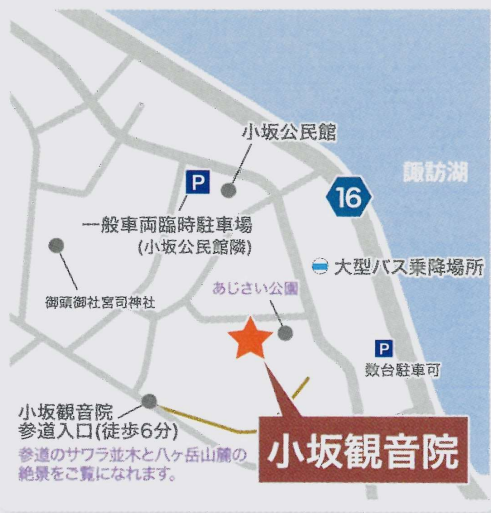 小坂公民館
P
16
諏訪湖
一般車両臨時駐車場
(小坂公民館隣)
大型バス乗降場所
あじさい公園
御頭御社宮司神社
P
数台駐車可
小坂観音院
参道入口(徒歩6分)
参道のサワラ並木と八ヶ岳山麓の
絶景をご覧になれます。
小坂観音院